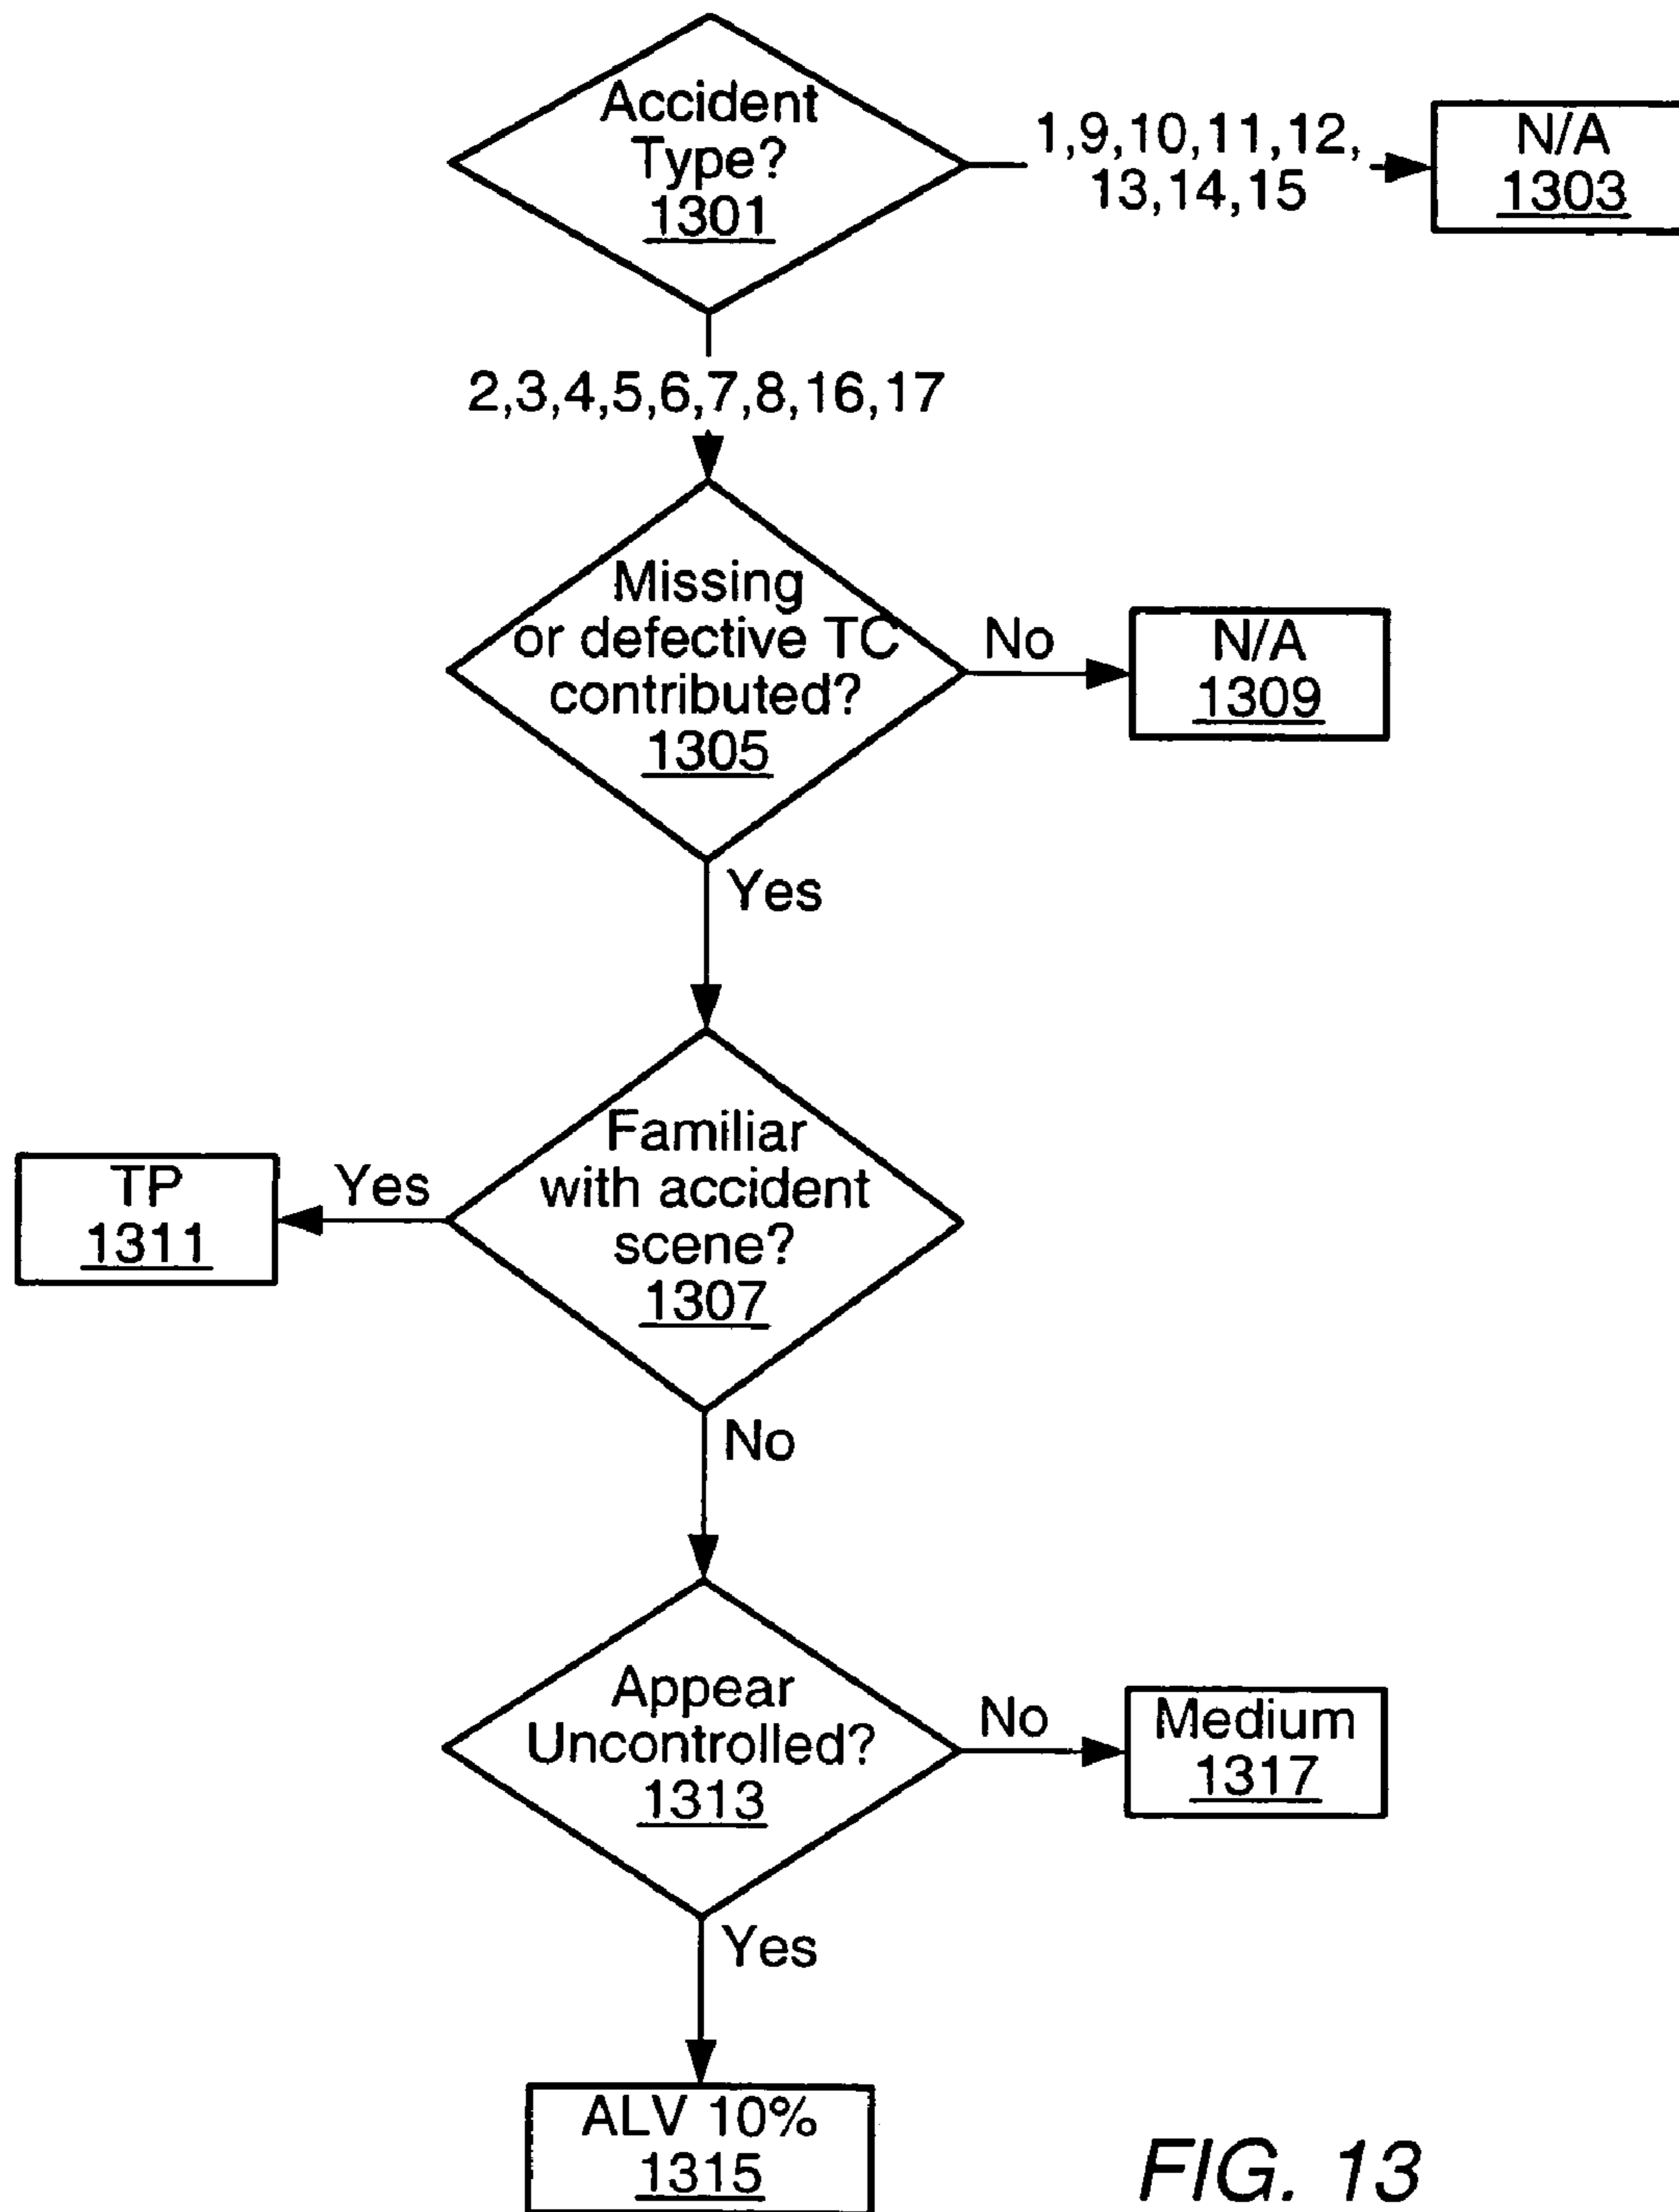 Accident
Type?
1301
1,9,10,11,12,
13,14,15
N/A
1303
2,3,4,5,6,7,8,16,17
Missing
or defective TC
contributed?
1305
No
N/A
1309
Yes
Familiar
with accident
scene?
1307
Yes
TP
1311
No
Appear
Uncontrolled?
1313
No
Medium
1317
Yes
ALV 10%
1315
FIG. 13